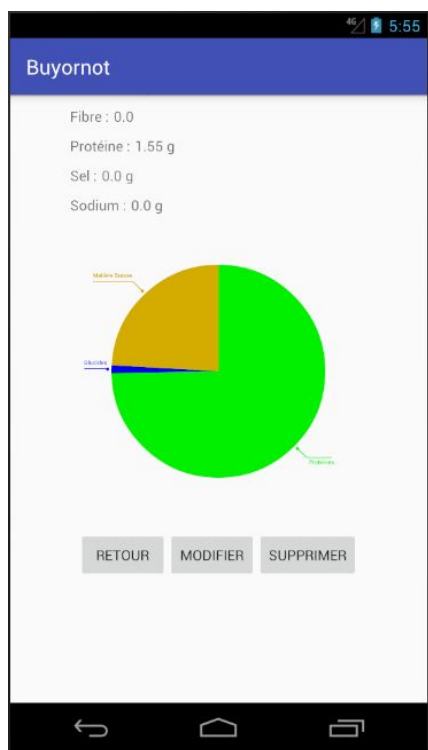 4G 5:55
Buyornot
Fibre : 0.0
Protéine : 1.55 g
Sel : 0.0 g
Sodium : 0.0 g
Matière Grasse
Glucides
Protéines
RETOUR MODIFIER SUPPRIMER